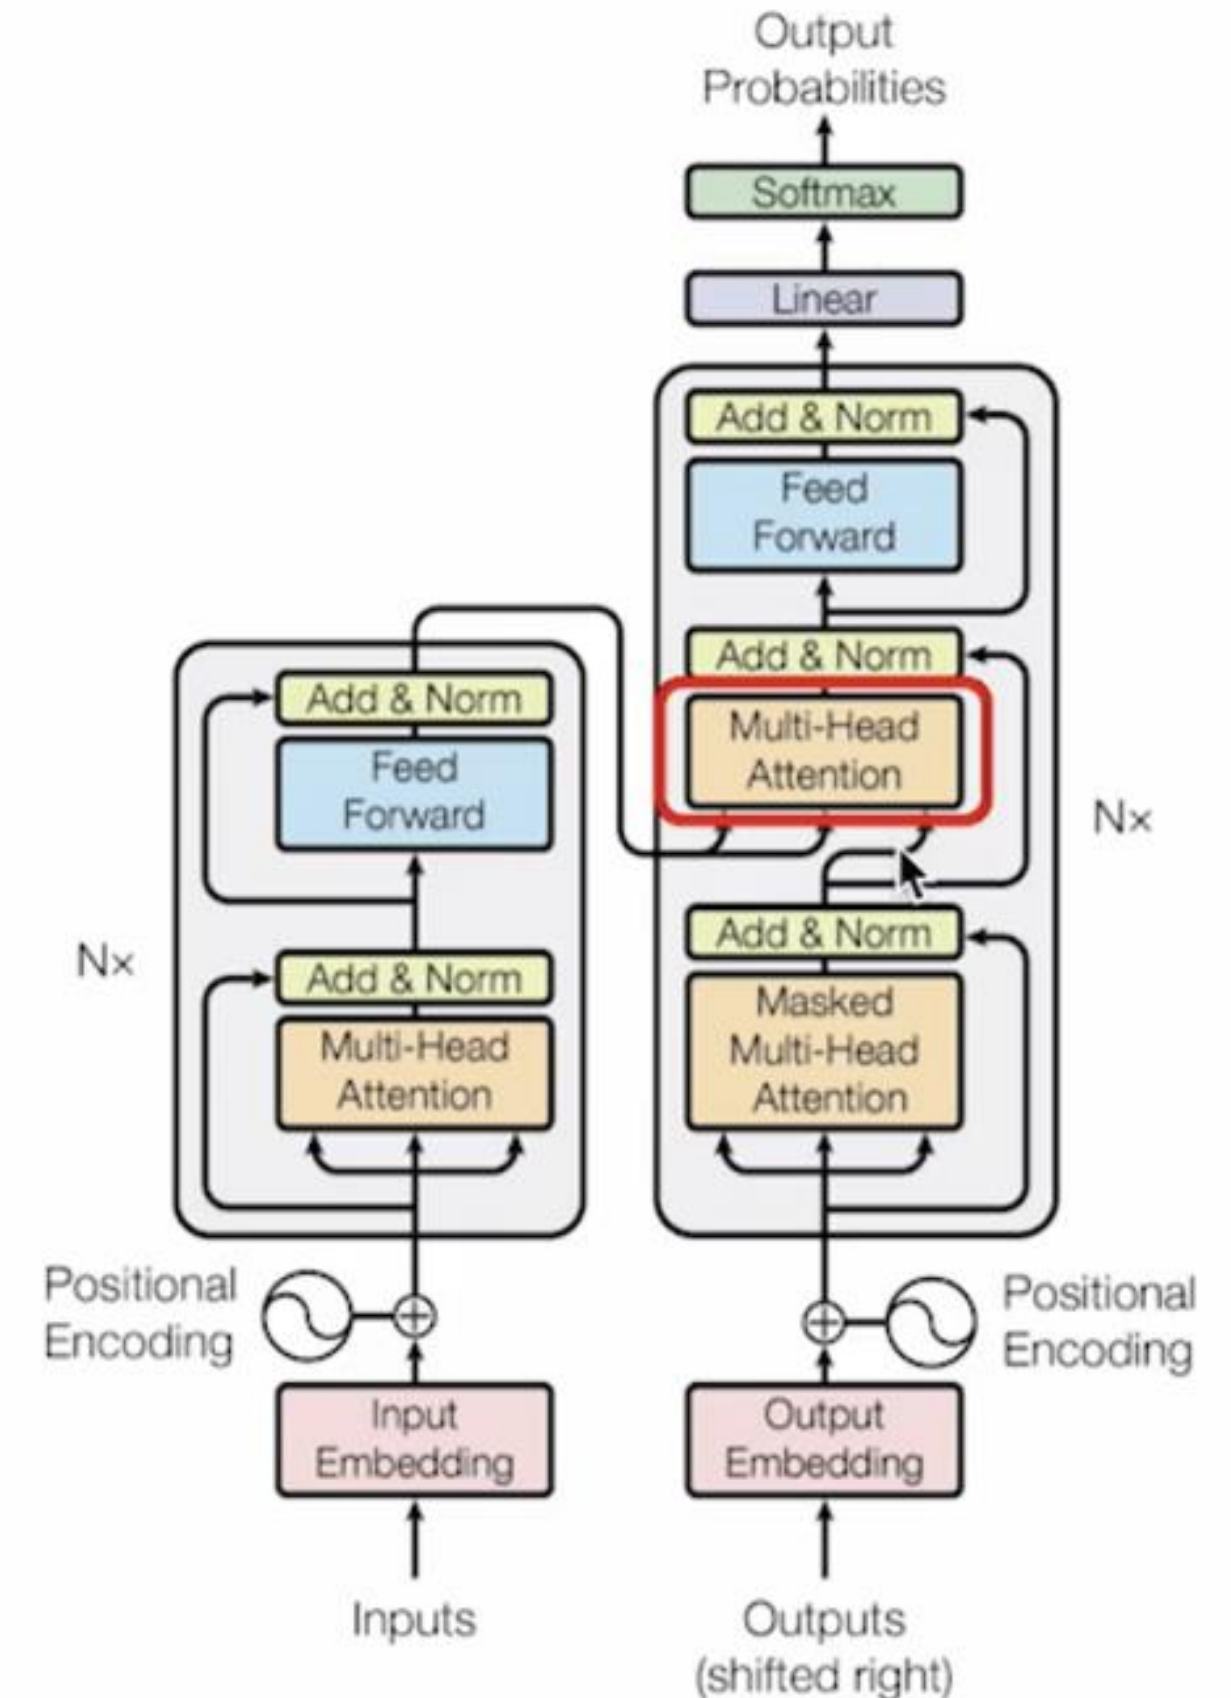 Output
Probabilities
Softmax
Linear
Add & Norm
Feed
Forward
Add & Norm
Multi-Head
Attention
Nx
Add & Norm
Masked
Multi-Head
Attention
Add & Norm
Feed
Forward
Nx
Add & Norm
Multi-Head
Attention
Positional
Encoding
Positional
Encoding
Input
Embedding
Output
Embedding
Inputs
Outputs
(shifted right)